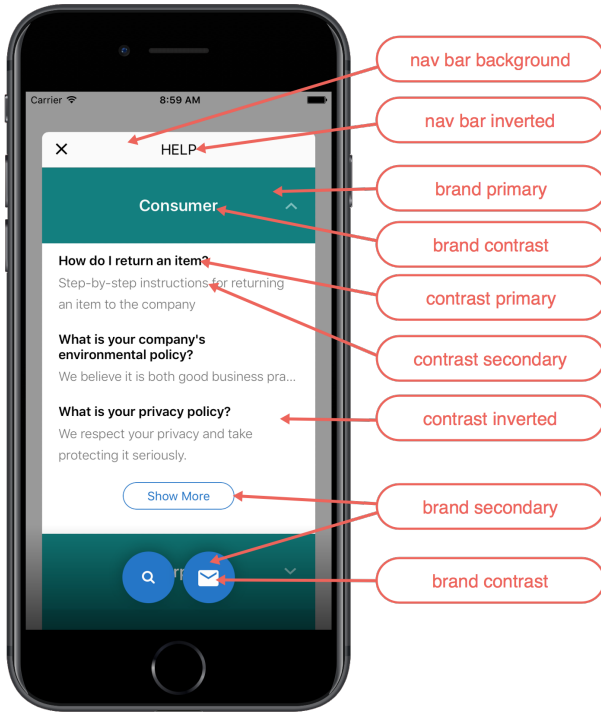 Carrier
8:59 AM
HELP
Consumer
How do I return an item?
Step-by-step instructions for returning
an item to the company
What is your company's
environmental policy?
We believe it is both good business pra...
What is your privacy policy?
We respect your privacy and take
protecting it seriously.
Show More
nav bar background
nav bar inverted
brand primary
brand contrast
contrast primary
contrast secondary
contrast inverted
brand secondary
brand contrast